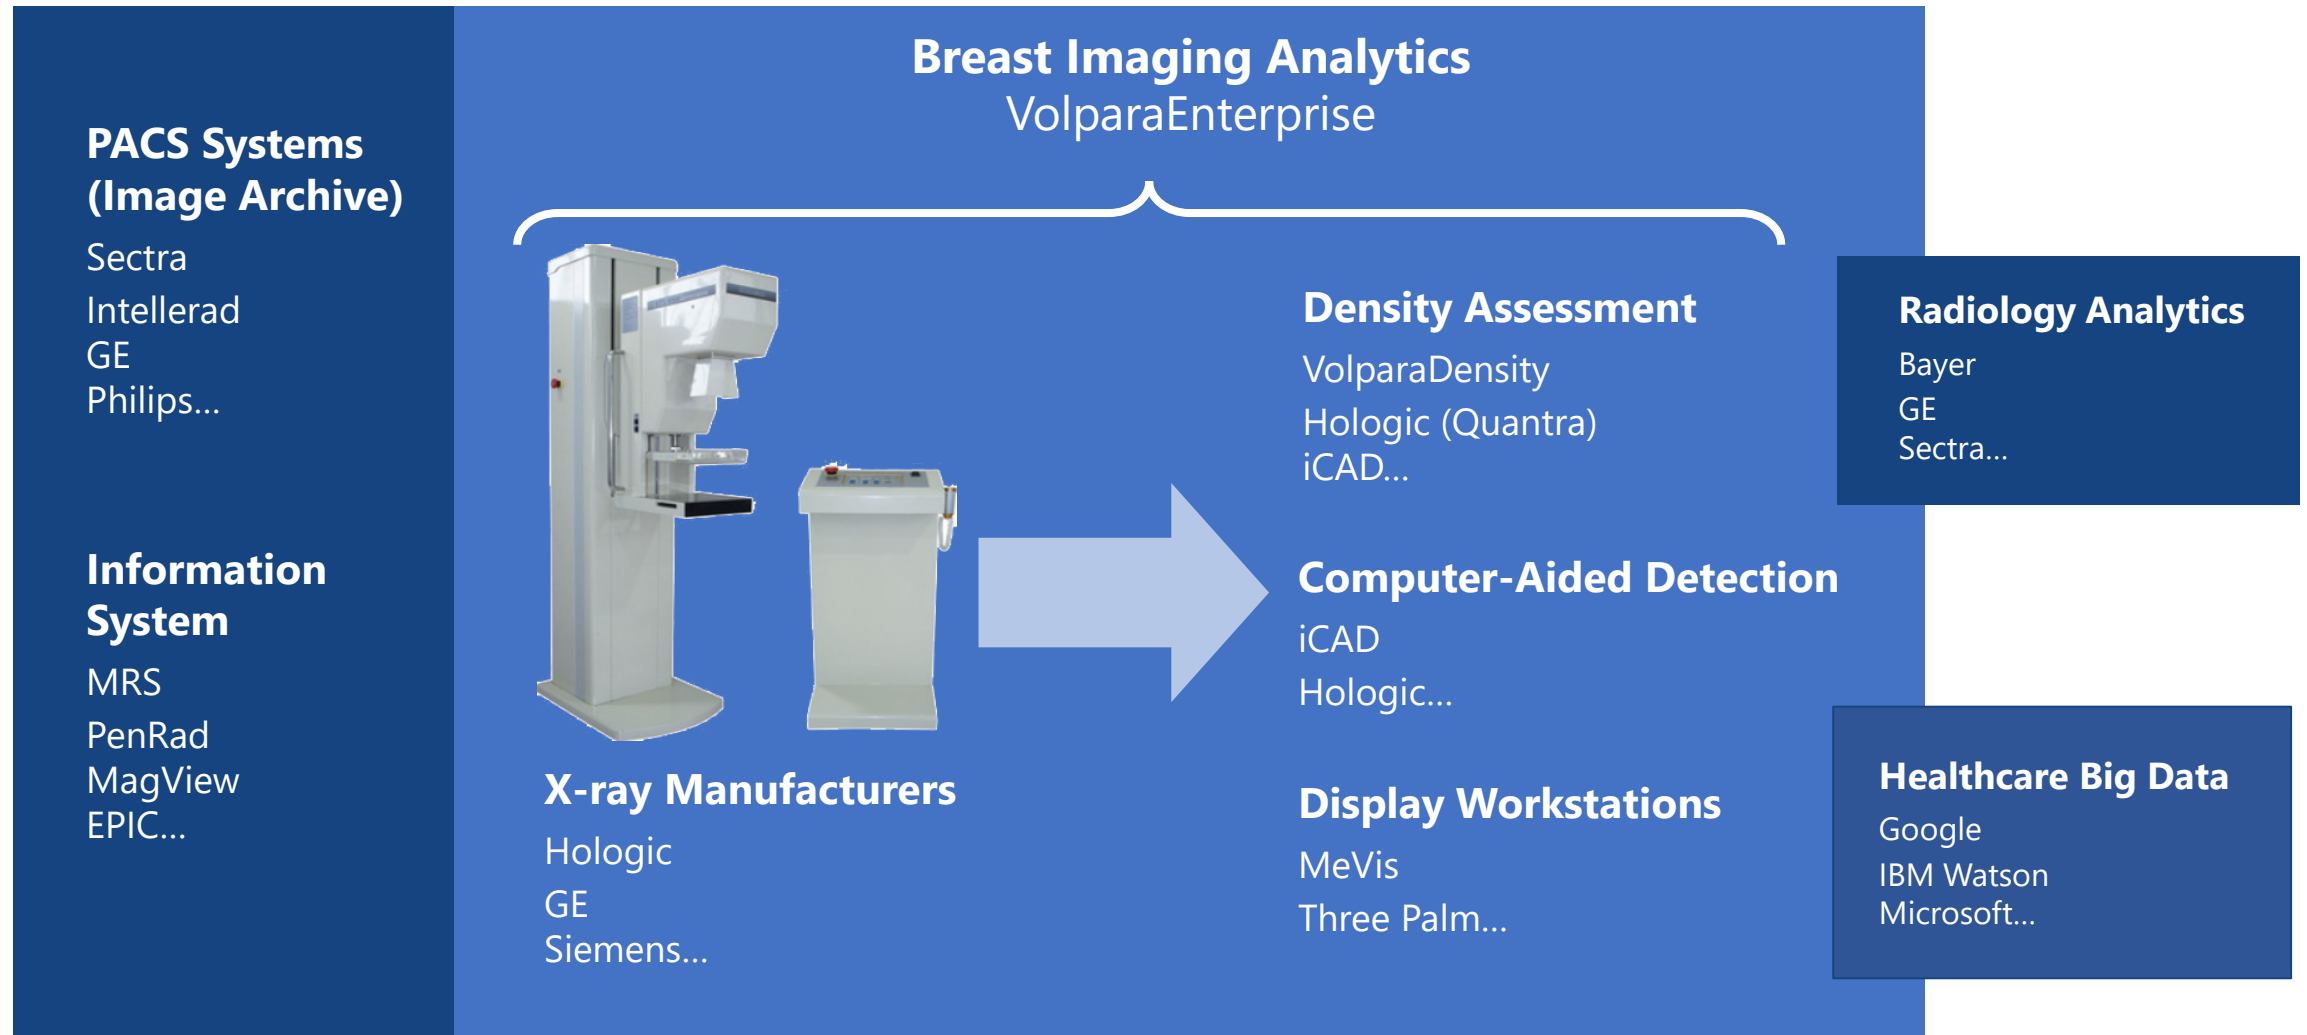 Breast Imaging Analytics
VolparaEnterprise
PACS Systems
(Image Archive)
Sectra
Intellerad
GE
Philips...
Information
System
MRS
PenRad
MagView
EPIC...
X-ray Manufacturers
Hologic
GE
Siemens...
Density Assessment
VolparaDensity
Hologic (Quantra)
iCAD...
Computer-Aided Detection
iCAD
Hologic...
Display Workstations
MeVis
Three Palm...
Radiology Analytics
Bayer
GE
Sectra...
Healthcare Big Data
Google
IBM Watson
Microsoft...